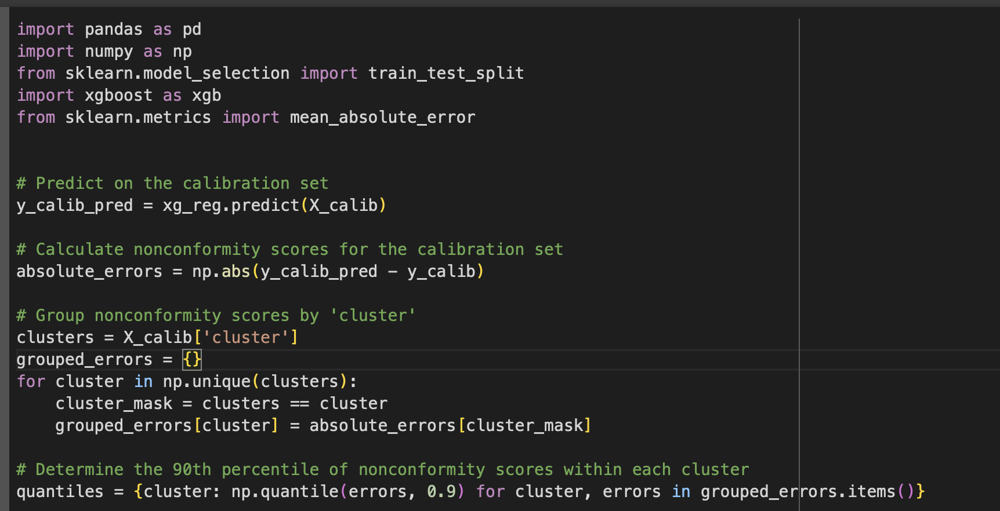 import pandas as pd
import numpy as np
from sklearn.model_selection import train_test_split
import xgboost as xgb
from sklearn.metrics import mean_absolute_error
# Predict on the calibration set
y_calib_pred = xg_reg.predict(X_calib)
# Calculate nonconformity scores for the calibration set
absolute_errors = np.abs(y_calib_pred - y_calib)
# Group nonconformity scores by 'cluster'
clusters = X_calib['cluster']
grouped_errors = {}
for cluster in np.unique(clusters):
    cluster_mask = clusters == cluster
    grouped_errors[cluster] = absolute_errors[cluster_mask]
# Determine the 90th percentile of nonconformity scores within each cluster
quantiles = {cluster: np.quantile(errors, 0.9) for cluster, errors in grouped_errors.items()}